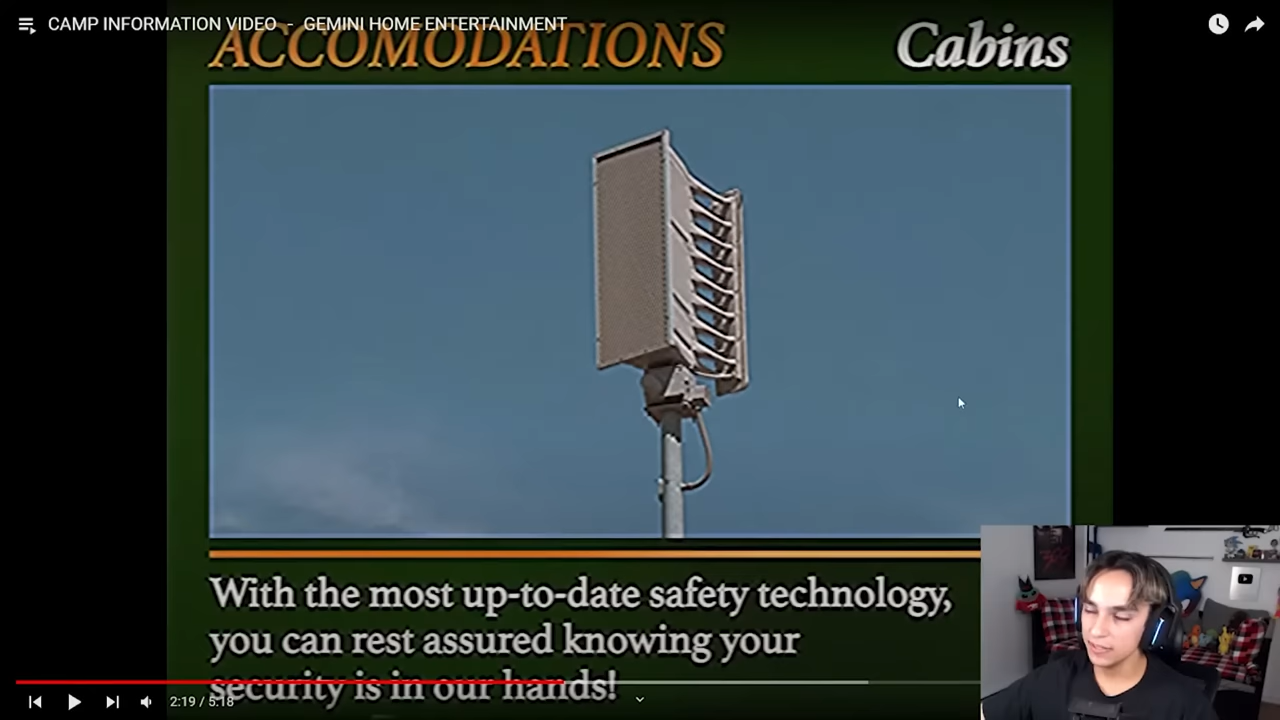 CAMP INFORMATION VIDEO - GEMINI HOME ENTERTAINMENT
ACCOMODATIONS
Cabins
With the most up-to-date safety technology,
you can rest assured knowing your
security is in our hands!
2:19 / 5:18